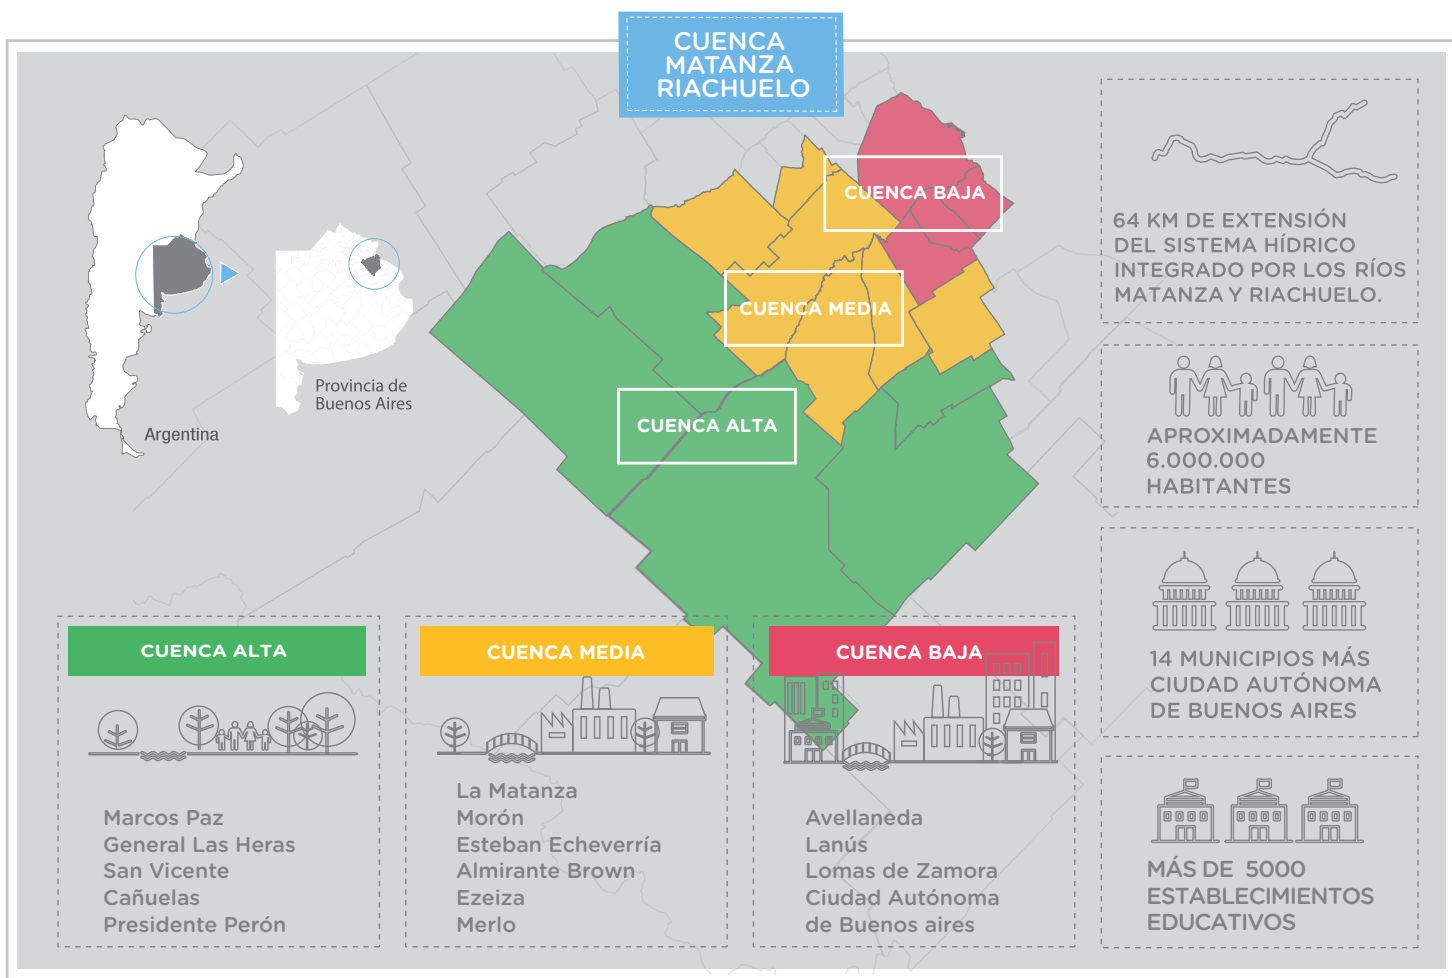 CUENCA
MATANZA
RIACHUELO
Argentina
Provincia de
Buenos Aires
CUENCA BAJA
CUENCA MEDIA
CUENCA ALTA
64 KM DE EXTENSIÓN
DEL SISTEMA HÍDRICO
INTEGRADO POR LOS RÍOS
MATANZA Y RIACHUELO.
APROXIMADAMENTE
6.000.000
HABITANTES
14 MUNICIPIOS MÁS
CIUDAD AUTÓNOMA
DE BUENOS AIRES
MÁS DE 5000
ESTABLECIMIENTOS
EDUCATIVOS
CUENCA ALTA
Marcos Paz
General Las Heras
San Vicente
Cañuelas
Presidente Perón
CUENCA MEDIA
La Matanza
Morón
Esteban Echeverría
Almirante Brown
Ezeiza
Merlo
CUENCA BAJA
Avellaneda
Lanús
Lomas de Zamora
Ciudad Autónoma
de Buenos aires